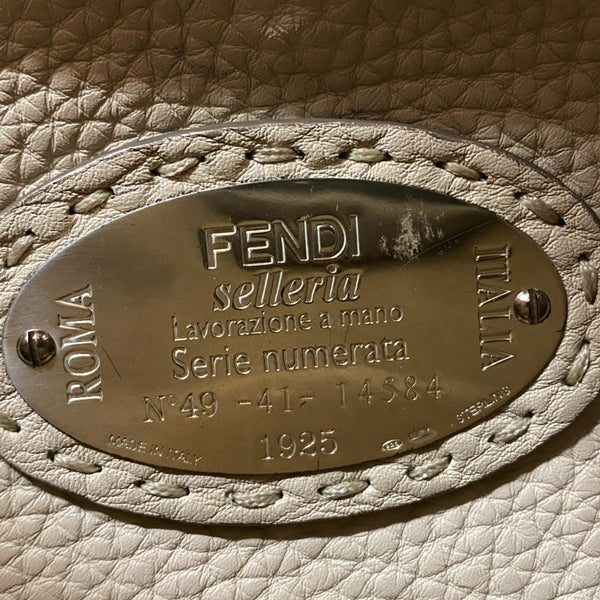 FENDI
selleria
Lavorazione a mano
Serie numerata
N°49 -41- 14584
1925
ROMA
ITALIA
MADE IN ITALY
STERLING